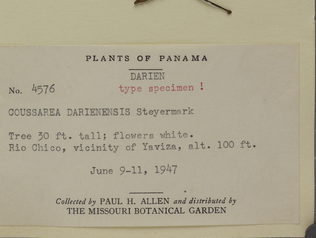 PLANTS OF PANAMA
DARIEN
No. 4576 type specimen !
COUSSAREA DARIENENSIS Steyermark
Tree 30 ft. tall; flowers white.
Rio Chico, vicinity of Yaviza, alt. 100 ft.
June 9-11, 1947
Collected by PAUL H. ALLEN and distributed by
THE MISSOURI BOTANICAL GARDEN